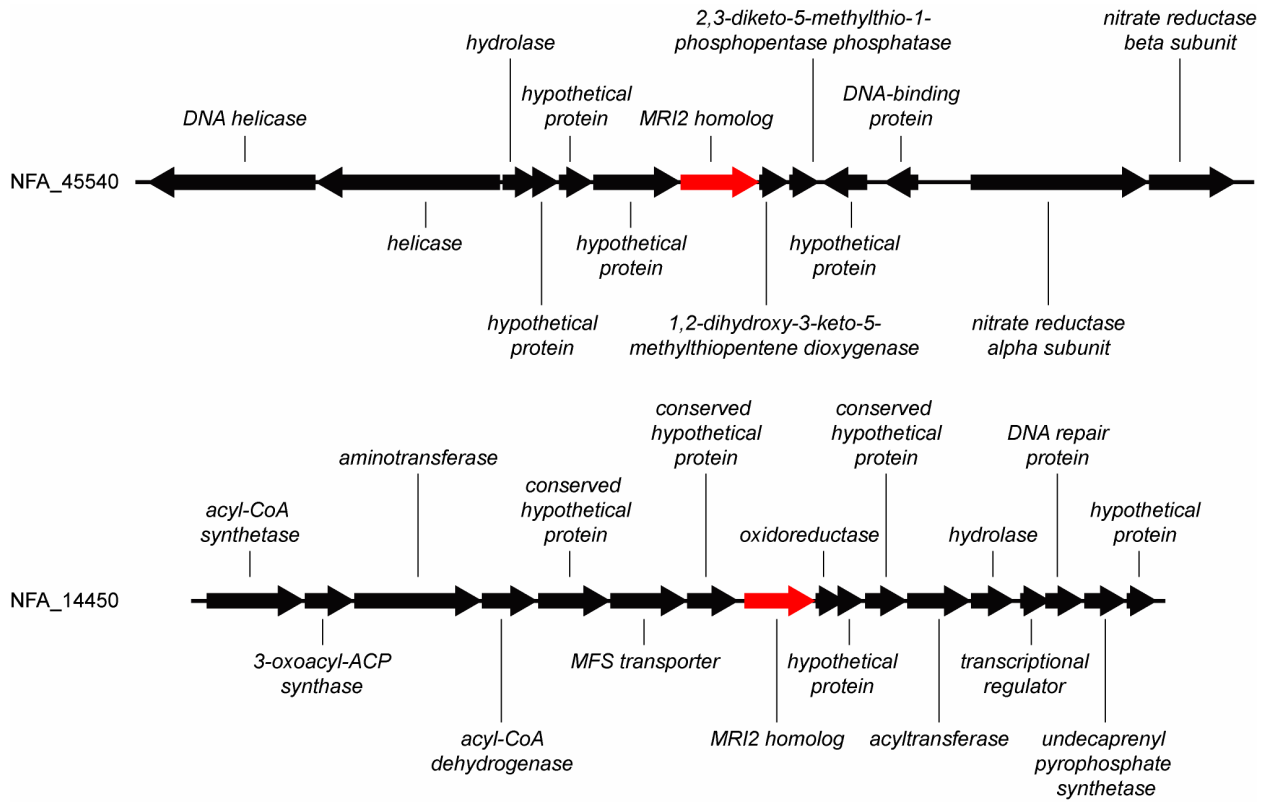 2,3-diketo-5-methylthio-1-
phosphopentase phosphatase
nitrate reductase
beta subunit
hydrolase
hypothetical
protein
DNA-binding
protein
DNA helicase
MRI2 homolog
NFA_45540
helicase
hypothetical
protein
hypothetical
protein
hypothetical
protein
1,2-dihydroxy-3-keto-5-
methylthiopentene dioxygenase
nitrate reductase
alpha subunit
conserved
hypothetical
protein
conserved
hypothetical
protein
DNA repair
protein
aminotransferase
conserved
hypothetical
protein
acyl-CoA
synthetase
hypothetical
protein
oxidoreductase
hydrolase
NFA_14450
3-oxoacyl-ACP
synthase
MFS transporter
hypothetical
protein
transcriptional
regulator
acyl-CoA
dehydrogenase
MRI2 homolog
acyltransferase
undecaprenyl
pyrophosphate
synthetase